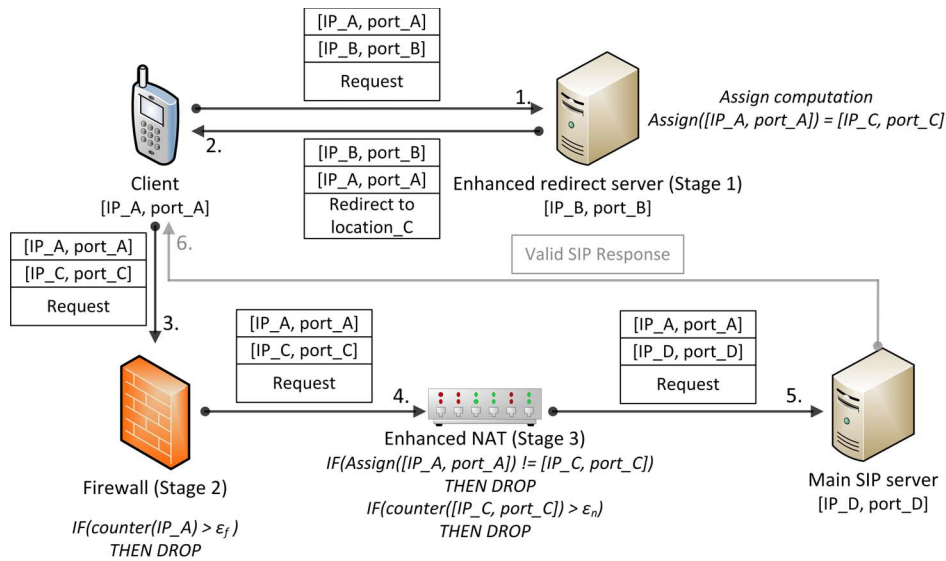 [IP_A, port_A]
[IP_B, port_B]
Request
1.
Assign computation
Assign([IP_A, port_A]) = [IP_C, port_C]
2.
[IP_B, port_B]
[IP_A, port_A]
Redirect to
location_C
Client
[IP_A, port_A]
Enhanced redirect server (Stage 1)
[IP_B, port_B]
[IP_A, port_A]
[IP_C, port_C]
Request
3.
6.
Valid SIP Response
[IP_A, port_A]
[IP_C, port_C]
Request
4.
[IP_A, port_A]
[IP_D, port_D]
Request
5.
Firewall (Stage 2)
IF(counter(IP_A) > εf )
THEN DROP
Enhanced NAT (Stage 3)
IF(Assign([IP_A, port_A]) != [IP_C, port_C])
THEN DROP
IF(counter([IP_C, port_C]) > εn)
THEN DROP
Main SIP server
[IP_D, port_D]